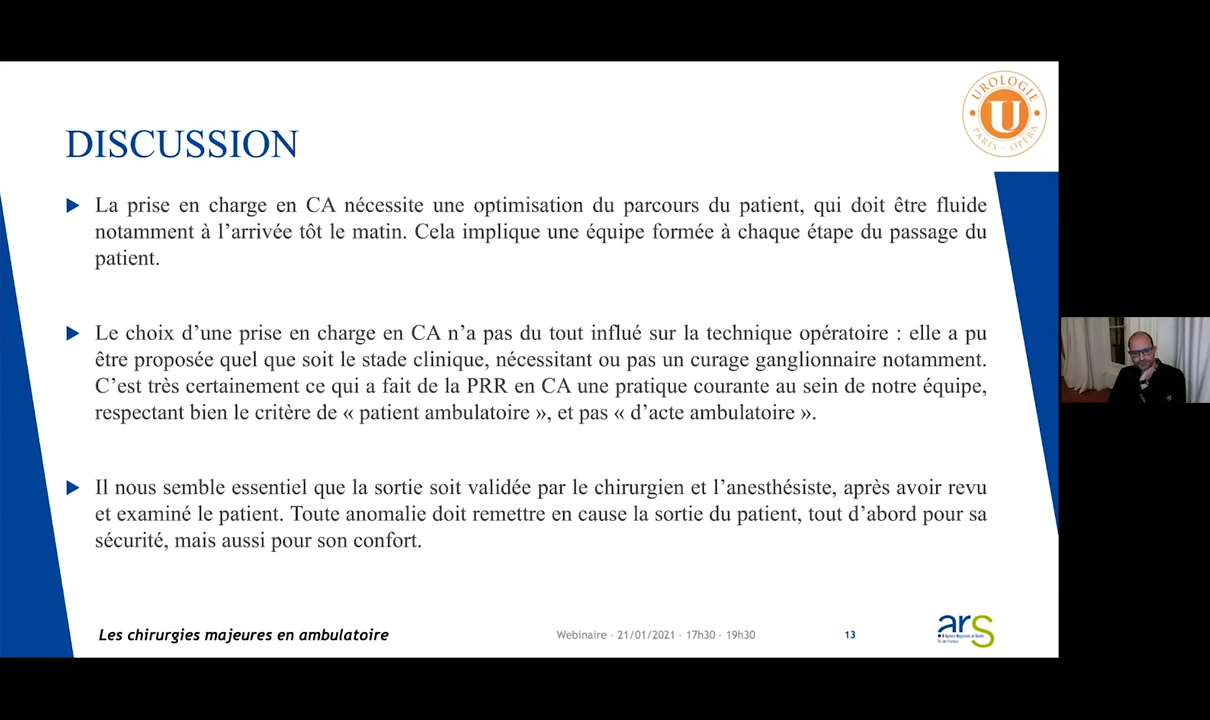 UROLOGIE
U
PARIS - OPERA
DISCUSSION
La prise en charge en CA nécessite une optimisation du parcours du patient, qui doit être fluide
notamment à l’arrivée tôt le matin. Cela implique une équipe formée à chaque étape du passage du
patient.
Le choix d’une prise en charge en CA n’a pas du tout influé sur la technique opératoire : elle a pu
être proposée quel que soit le stade clinique, nécessitant ou pas un curage ganglionnaire notamment.
C’est très certainement ce qui a fait de la PRR en CA une pratique courante au sein de notre équipe,
respectant bien le critère de « patient ambulatoire », et pas « d’acte ambulatoire ».
Il nous semble essentiel que la sortie soit validée par le chirurgien et l’anesthésiste, après avoir revu
et examiné le patient. Toute anomalie doit remettre en cause la sortie du patient, tout d’abord pour sa
sécurité, mais aussi pour son confort.
Les chirurgies majeures en ambulatoire
Webinaire - 21/01/2021 - 17h30 - 19h30
13
ars
Agence Régionale de Santé
Île-de-France